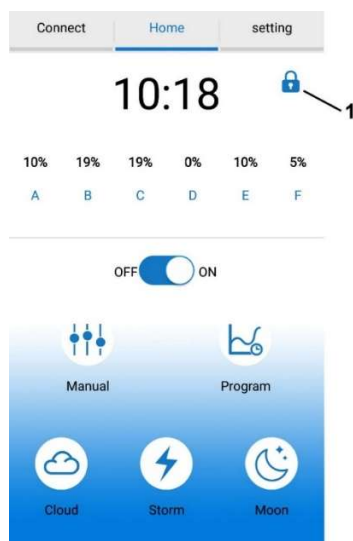 Connect Home setting
10:18
1
10% 19% 19% 0% 10% 5%
A B C D E F
OFF ON
Manual Program
Cloud Storm Moon